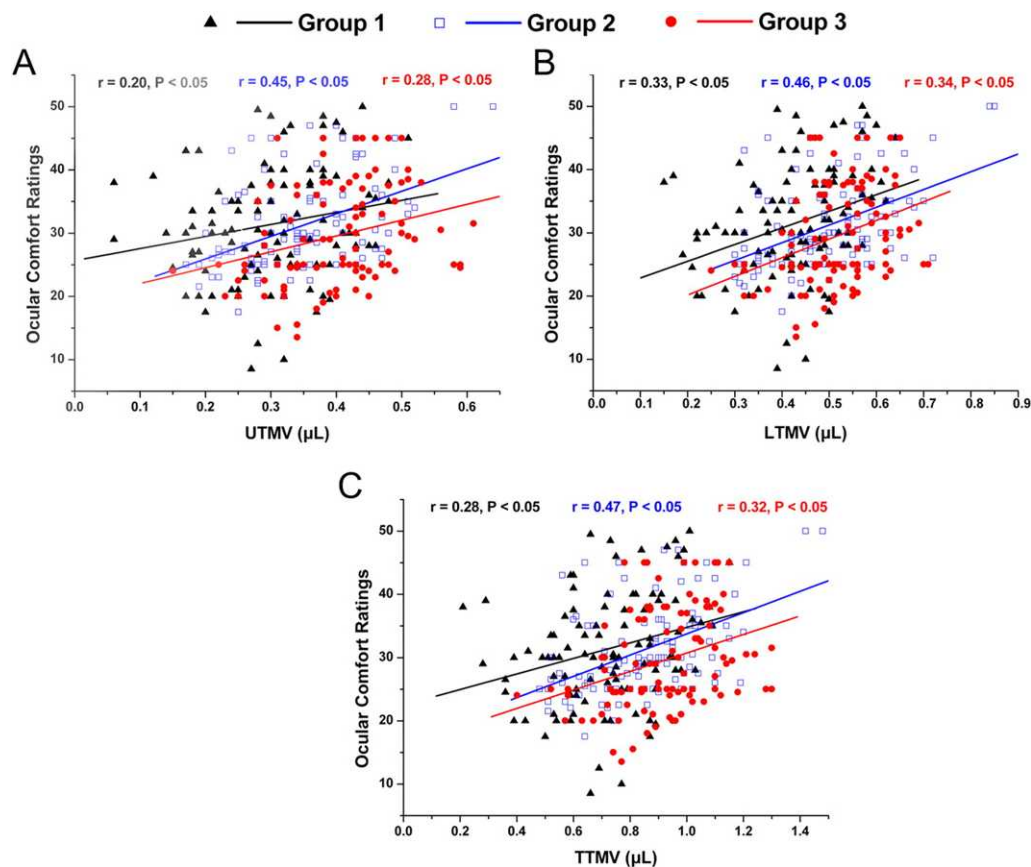 Group 1 Group 2 Group 3
A
r = 0.20, P < 0.05 r = 0.45, P < 0.05 r = 0.28, P < 0.05
Ocular Comfort Ratings
50
40
30
20
10
0.0 0.1 0.2 0.3 0.4 0.5 0.6
UTMV (μL)
B
r = 0.33, P < 0.05 r = 0.46, P < 0.05 r = 0.34, P < 0.05
Ocular Comfort Ratings
50
40
30
20
10
0.0 0.1 0.2 0.3 0.4 0.5 0.6 0.7 0.8 0.9
LTMV (μL)
C
r = 0.28, P < 0.05 r = 0.47, P < 0.05 r = 0.32, P < 0.05
Ocular Comfort Ratings
50
40
30
20
10
0.0 0.2 0.4 0.6 0.8 1.0 1.2 1.4
TTMV (μL)